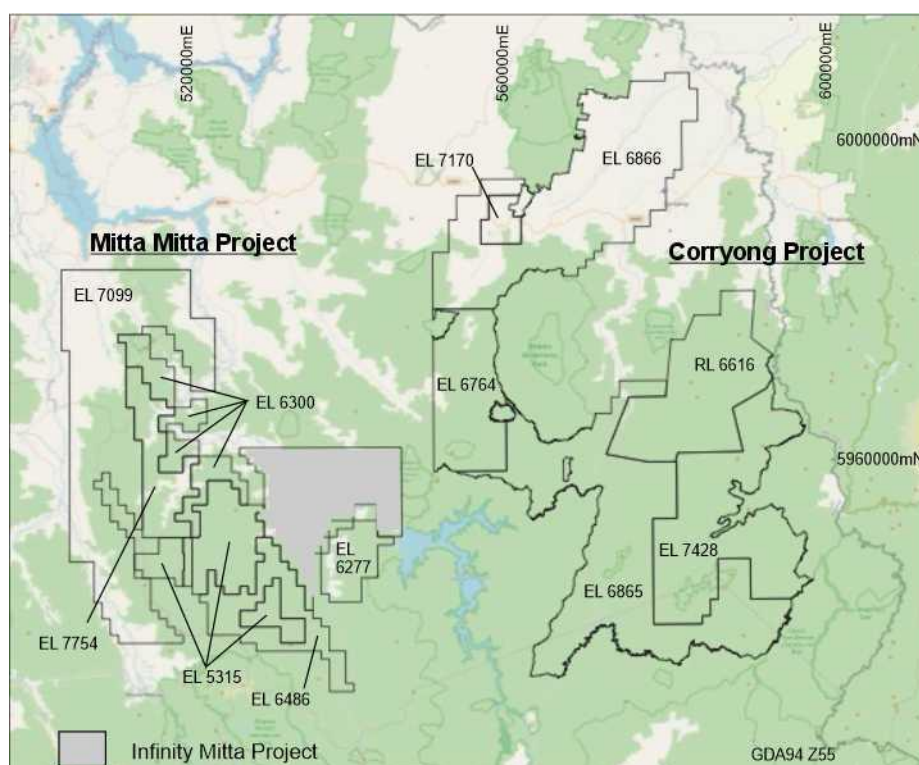 520000mE
560000mE
600000mE
6000000mN
EL 7170
EL 6866
Mitta Mitta Project
Corryong Project
EL 7099
RL 6616
EL 6764
EL 6300
5960000mN
EL
6277
EL 7428
EL 6865
EL 7754
EL 5315
EL 6486
Infinity Mitta Project
GDA94 Z55